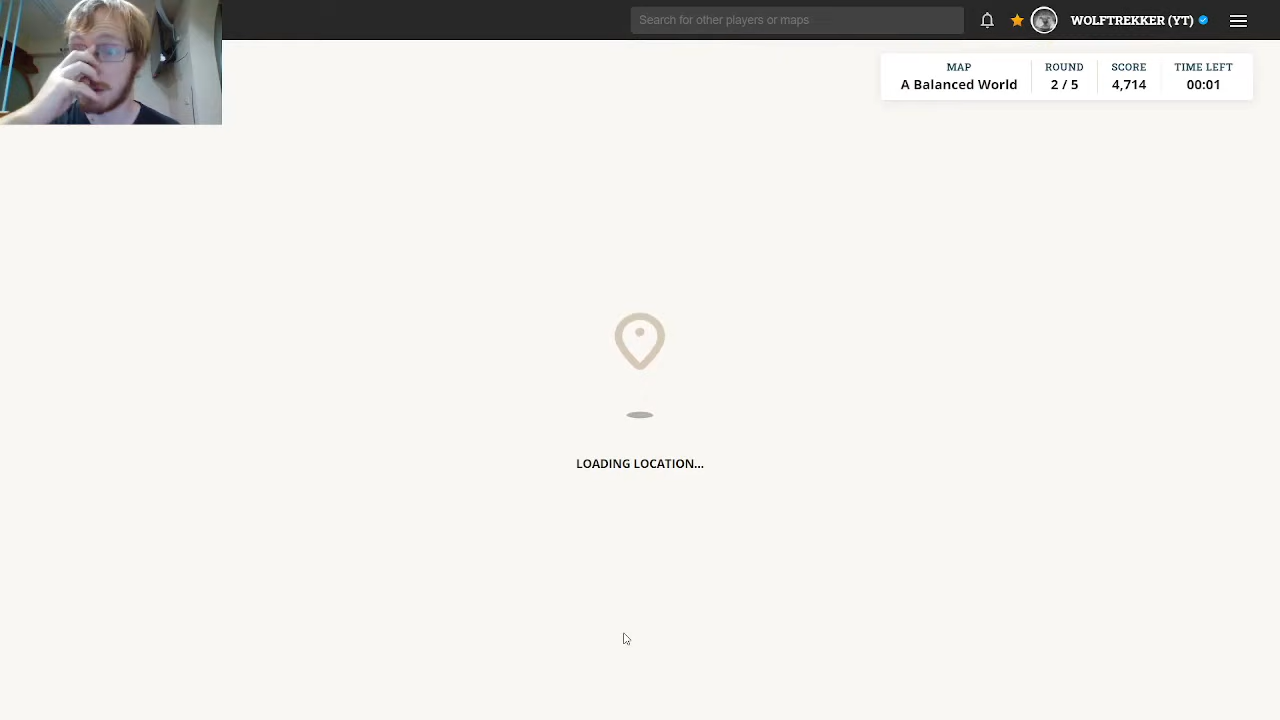 Search for other players or maps
WOLFTREKKER (YT)
MAP ROUND SCORE TIME LEFT
A Balanced World 2 / 5 4,714 00:01
LOADING LOCATION...